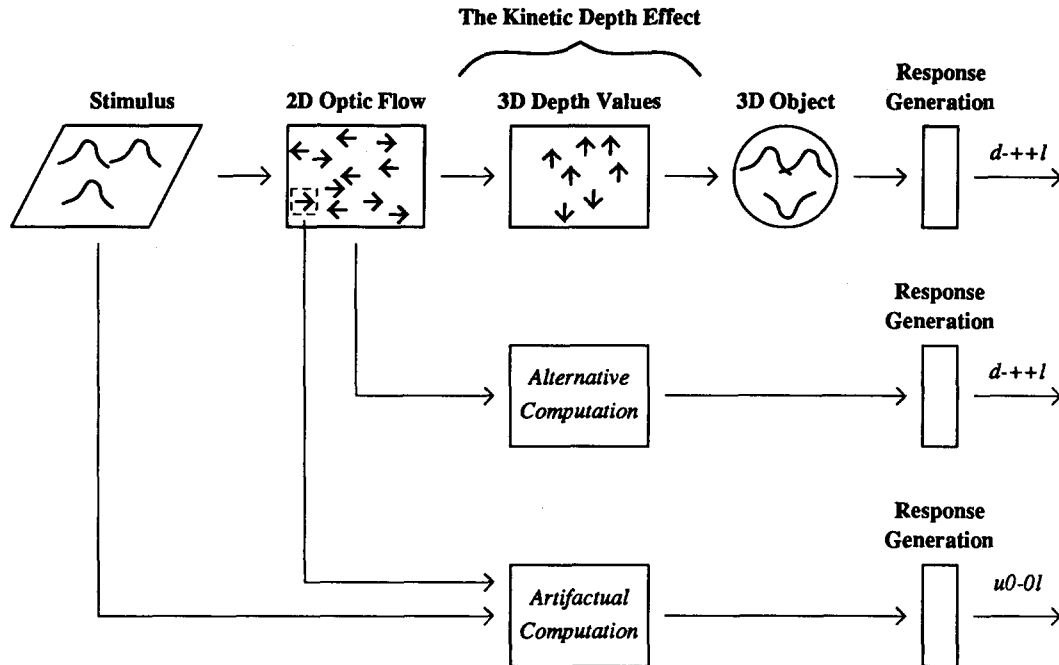 The Kinetic Depth Effect
Stimulus
2D Optic Flow
3D Depth Values
3D Object
Response
Generation
d-++l
Alternative
Computation
Response
Generation
d-++l
Artifactual
Computation
Response
Generation
u0-0l